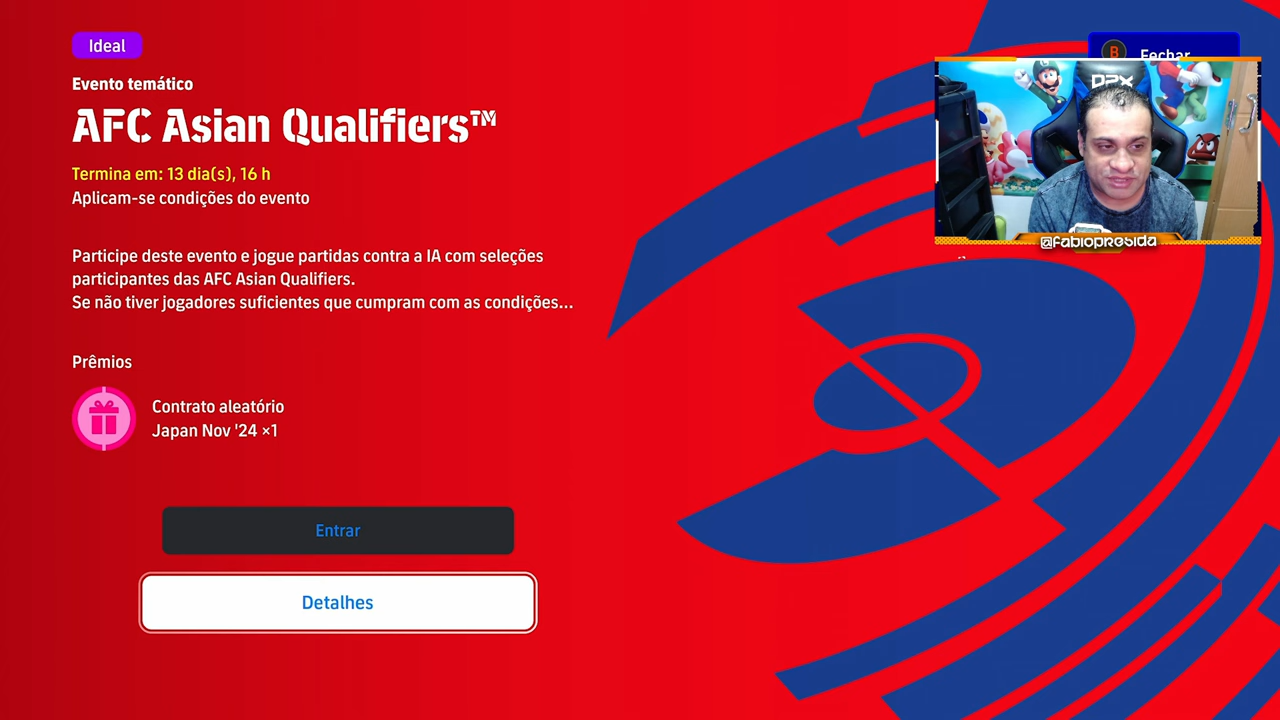 Ideal
Evento temático
AFC Asian Qualifiers™
Termina em: 13 dia(s), 16 h
Aplicam-se condições do evento
Participe deste evento e jogue partidas contra a IA com seleções
participantes das AFC Asian Qualifiers.
Se não tiver jogadores suficientes que cumpram com as condições...
Prêmios
Contrato aleatório
Japan Nov '24 ×1
Entrar
Detalhes
B Fechar
DPX
@fabiopresida